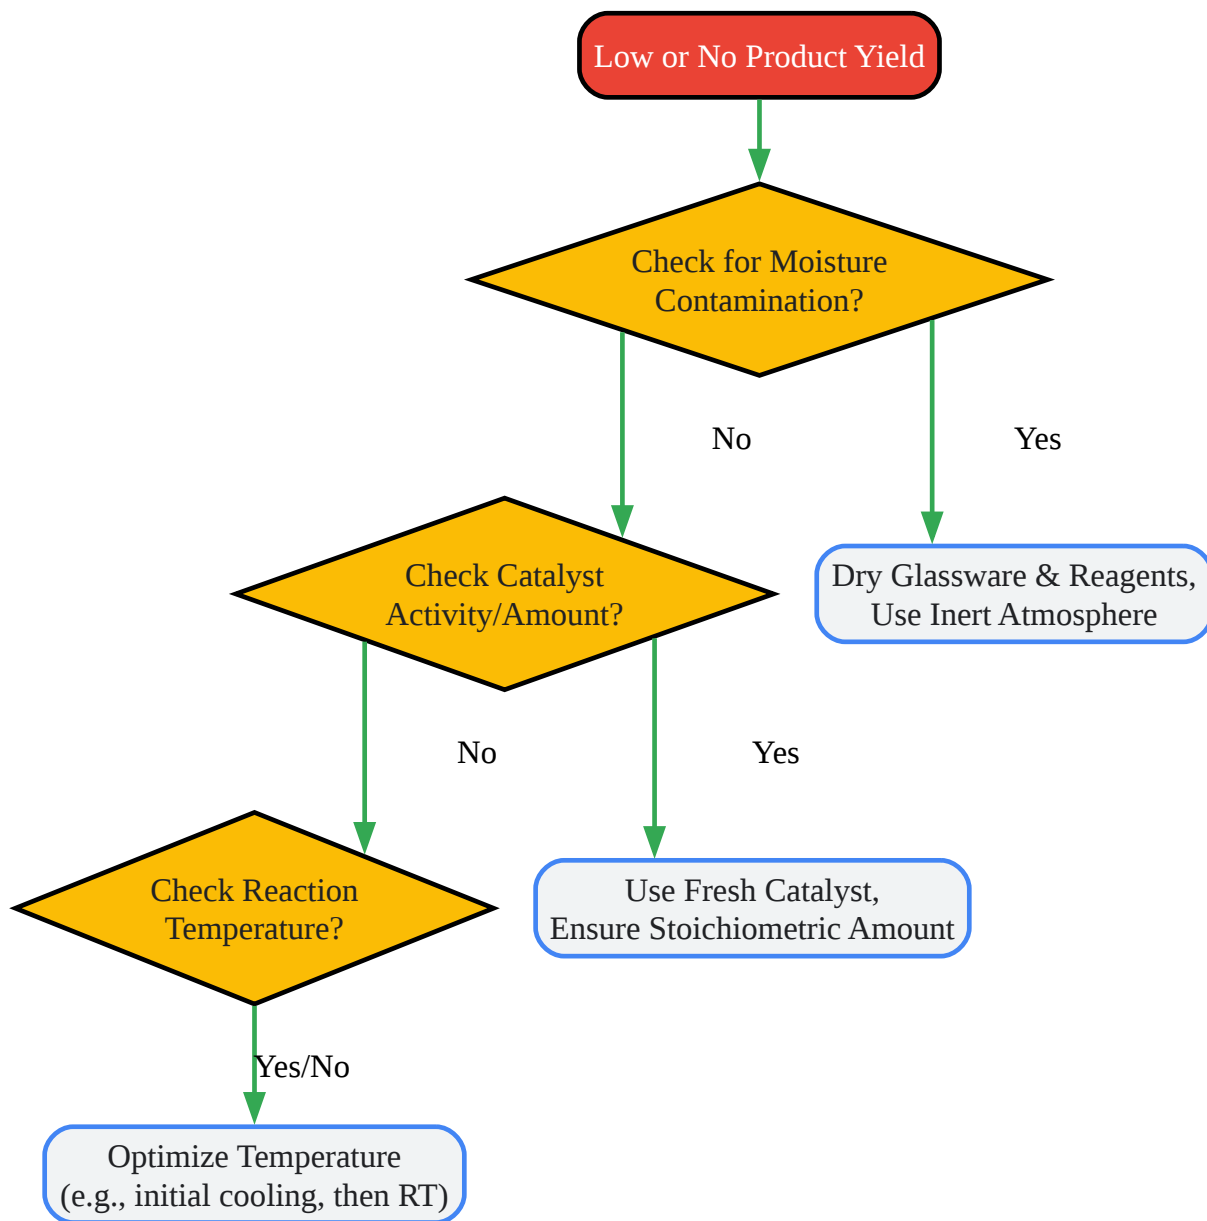 Low or No Product Yield
Check for Moisture
Contamination?
No
Yes
Check Catalyst
Activity/Amount?
Dry Glassware & Reagents,
Use Inert Atmosphere
No
Yes
Check Reaction
Temperature?
Use Fresh Catalyst,
Ensure Stoichiometric Amount
Yes/No
Optimize Temperature
(e.g., initial cooling, then RT)